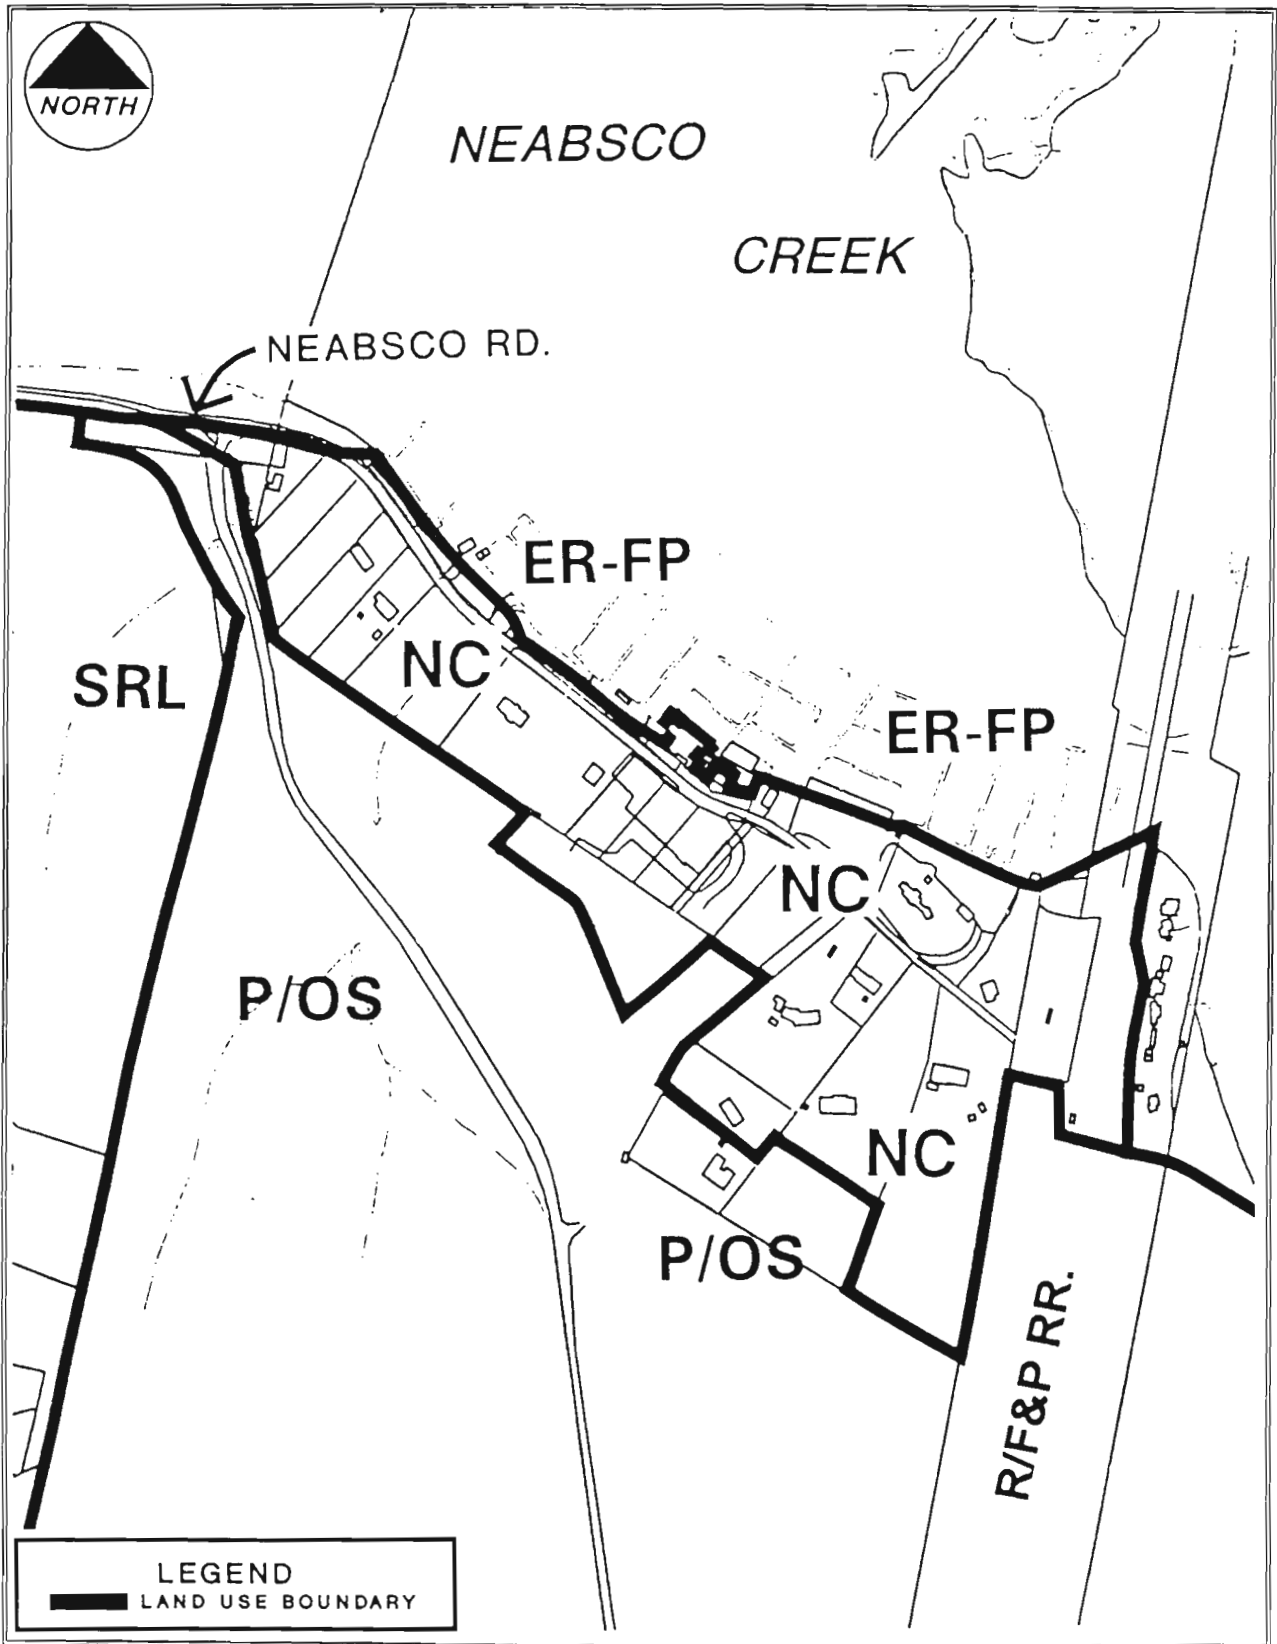 NORTH
NEABSCO
CREEK
NEABSCO RD.
ER-FP
NC
SRL
ER-FP
NC
P/OS
NC
P/OS
R/F&P RR.
LEGEND
LAND USE BOUNDARY